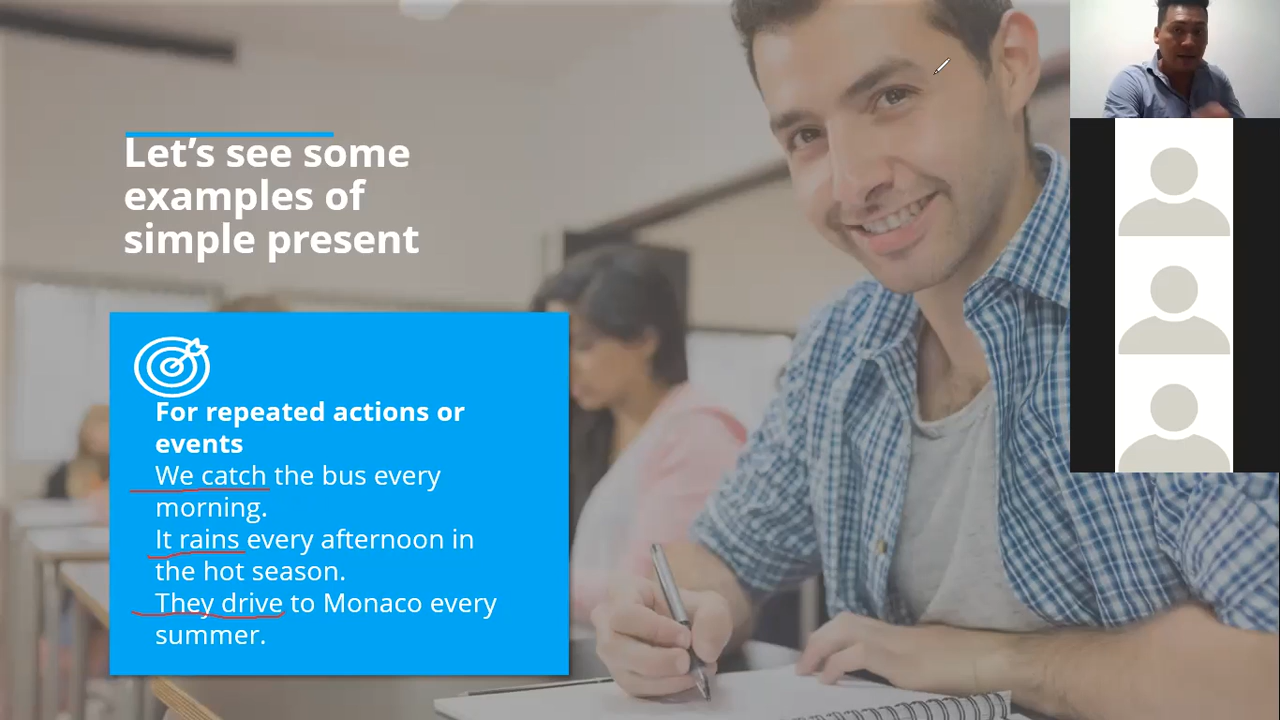 Let's see some
examples of
simple present
For repeated actions or
events
We catch the bus every
morning.
It rains every afternoon in
the hot season.
They drive to Monaco every
summer.